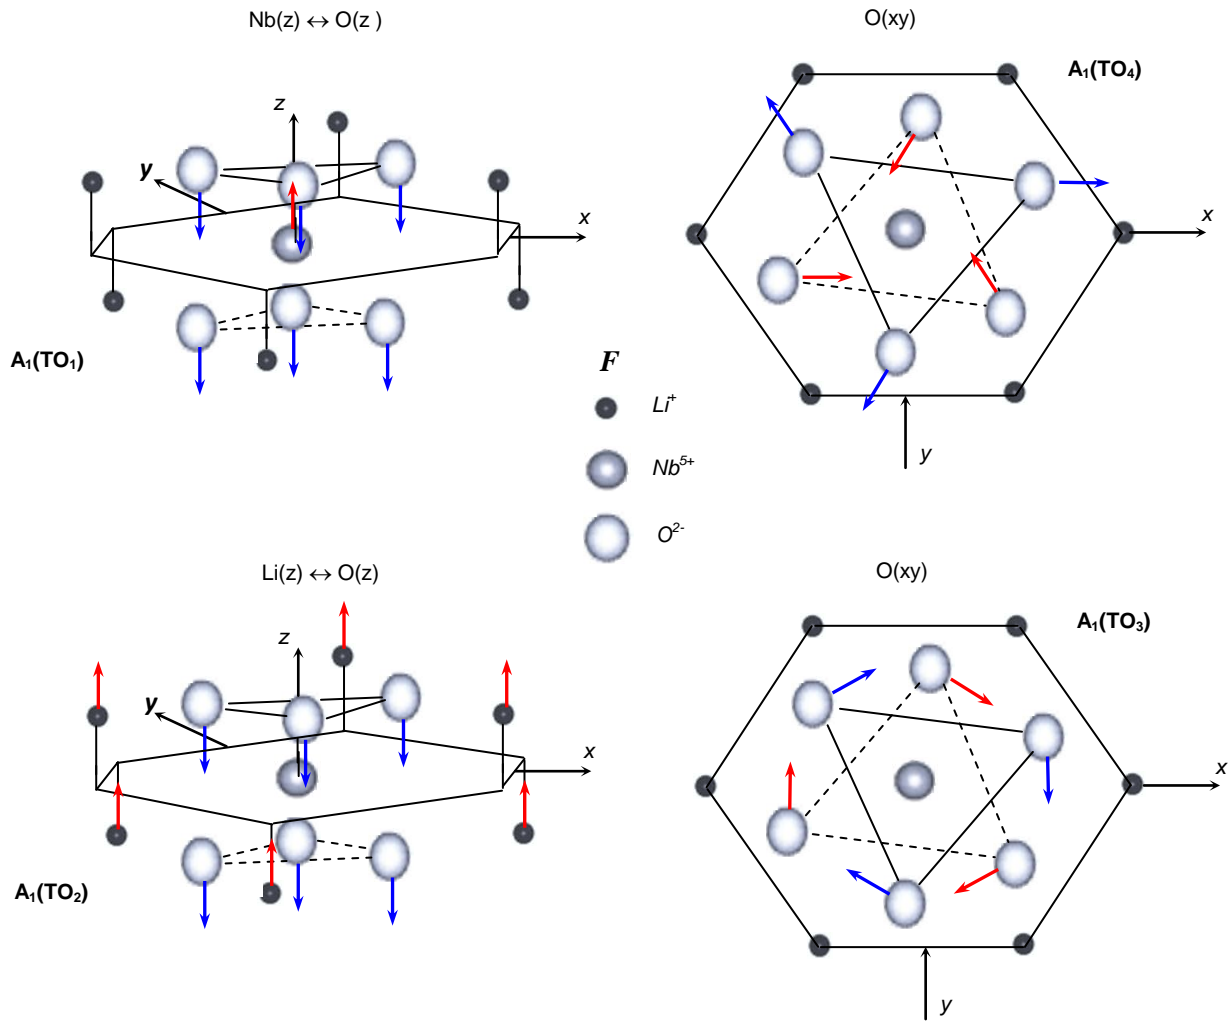 Nb(z) ↔ O(z )
O(xy)
A₁(TO₄)
z
y
x
x
A₁(TO₁)
F
Li⁺
y
Nb⁵⁺
O²⁻
Li(z) ↔ O(z)
O(xy)
A₁(TO₃)
z
y
x
x
A₁(TO₂)
y